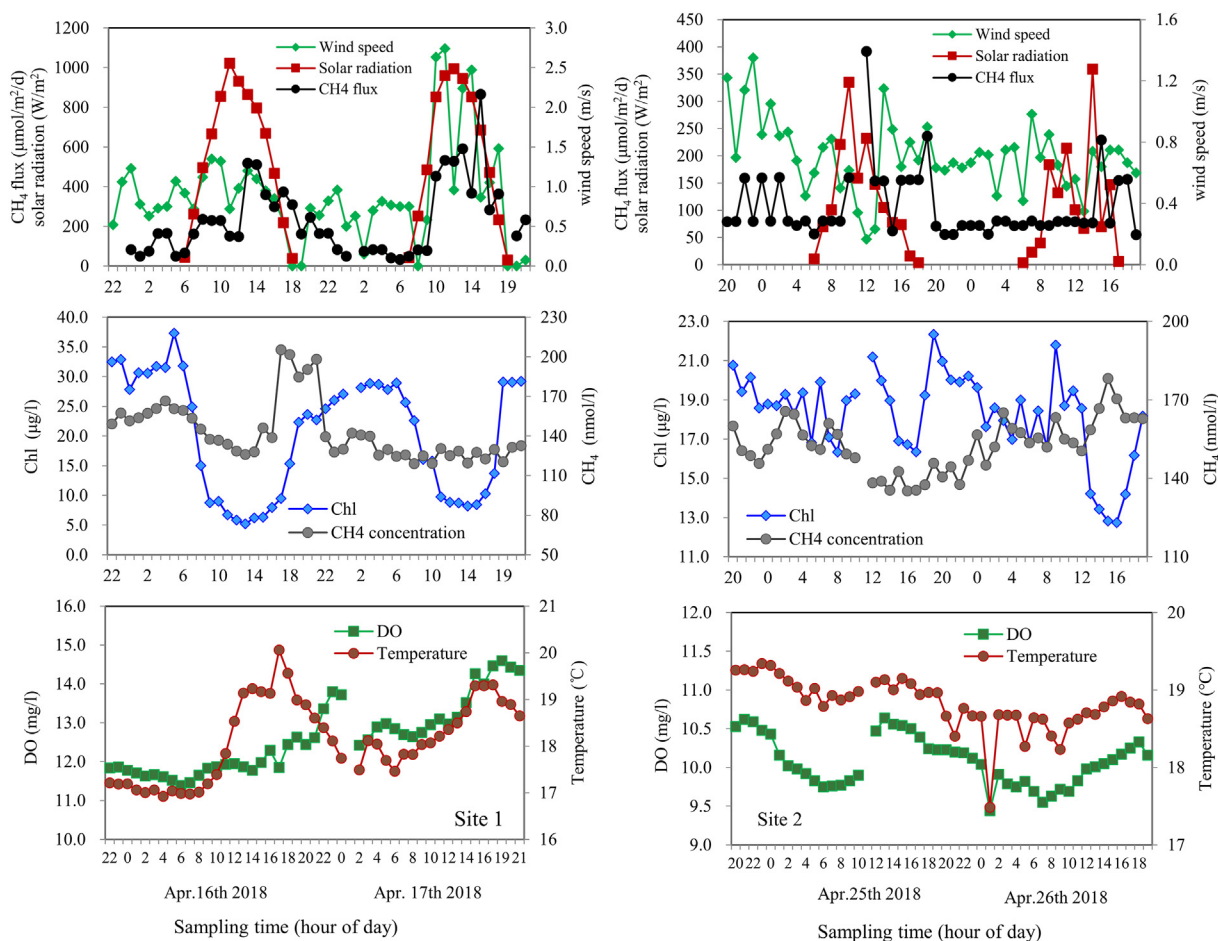 CH₄ flux (µmol/m²/d)
solar radiation (W/m²)
1200
1000
800
600
400
200
0
Wind speed
Solar radiation
CH4 flux
3.0
2.5
2.0
1.5
1.0
0.5
0.0
wind speed (m/s)
22 2 6 10 14 18 22 2 6 10 14 19
CH₄ flux (µmol/m²/d)
solar radiation (W/m²)
450
400
350
300
250
200
150
100
50
0
Wind speed
Solar radiation
CH4 flux
1.6
1.2
0.8
0.4
0.0
wind speed (m/s)
20 0 4 8 12 16 20 0 4 8 13 16
Chl (µg/l)
40.0
35.0
30.0
25.0
20.0
15.0
10.0
5.0
0.0
Chl
CH4 concentration
230
200
170
140
110
80
50
CH₄ (nmol/l)
22 2 6 10 14 18 22 2 6 10 14 19
Chl (µg/l)
23.0
21.0
19.0
17.0
15.0
13.0
11.0
Chl
CH4 concentration
200
170
140
110
CH₄ (nmol/l)
20 0 4 8 12 16 20 0 4 8 12 16
DO (mg/l)
16.0
15.0
14.0
13.0
12.0
11.0
10.0
DO
Temperature
Site 1
21
20
19
18
17
16
Temperature (℃)
22 0 2 4 6 8 10 12 14 16 18 20 22 0 2 4 6 8 10 12 14 16 19 21
Apr.16th 2018
Apr. 17th 2018
Sampling time (hour of day)
DO (mg/l)
12.0
11.5
11.0
10.5
10.0
9.5
9.0
DO
Temperature
Site 2
20
19
18
17
Temperature (°C)
20 22 0 2 4 6 8 10 12 14 16 18 20 22 0 2 4 6 8 10 13 14 16 18
Apr.25th 2018
Apr.26th 2018
Sampling time (hour of day)